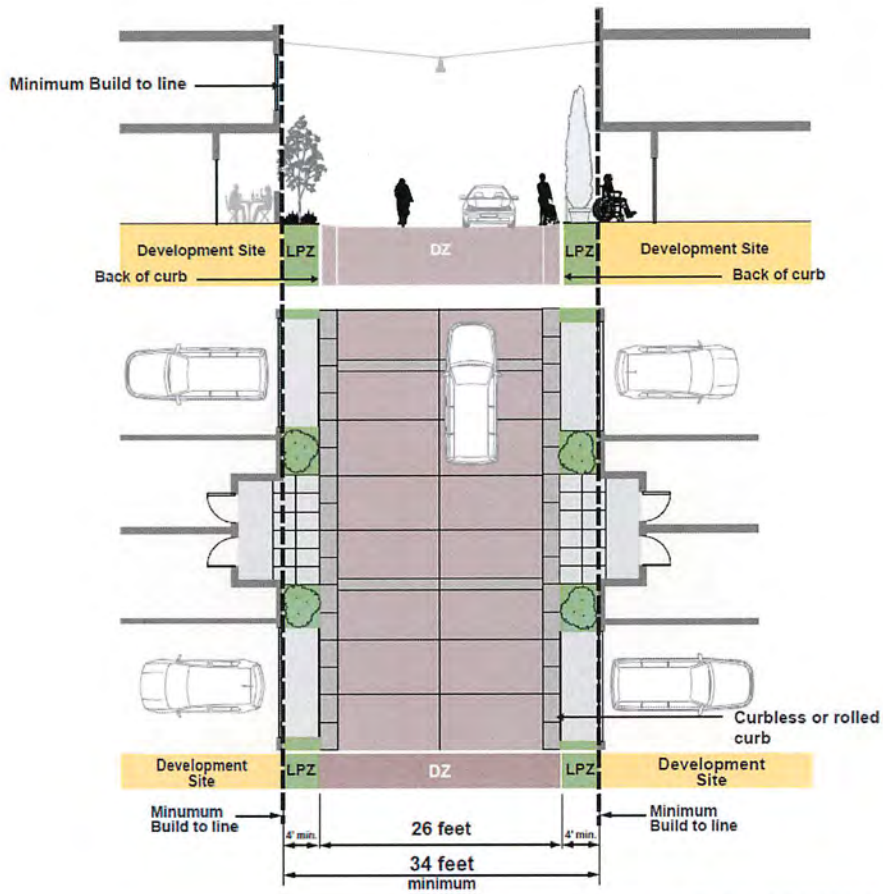 Minimum Build to line
Development Site
LPZ
DZ
LPZ
Development Site
Back of curb
Back of curb
Curbless or rolled
curb
Development
Site
LPZ
DZ
LPZ
Development
Site
Minumum
Build to line
Minimum
Build to line
4' min.
26 feet
4' min.
34 feet
minimum